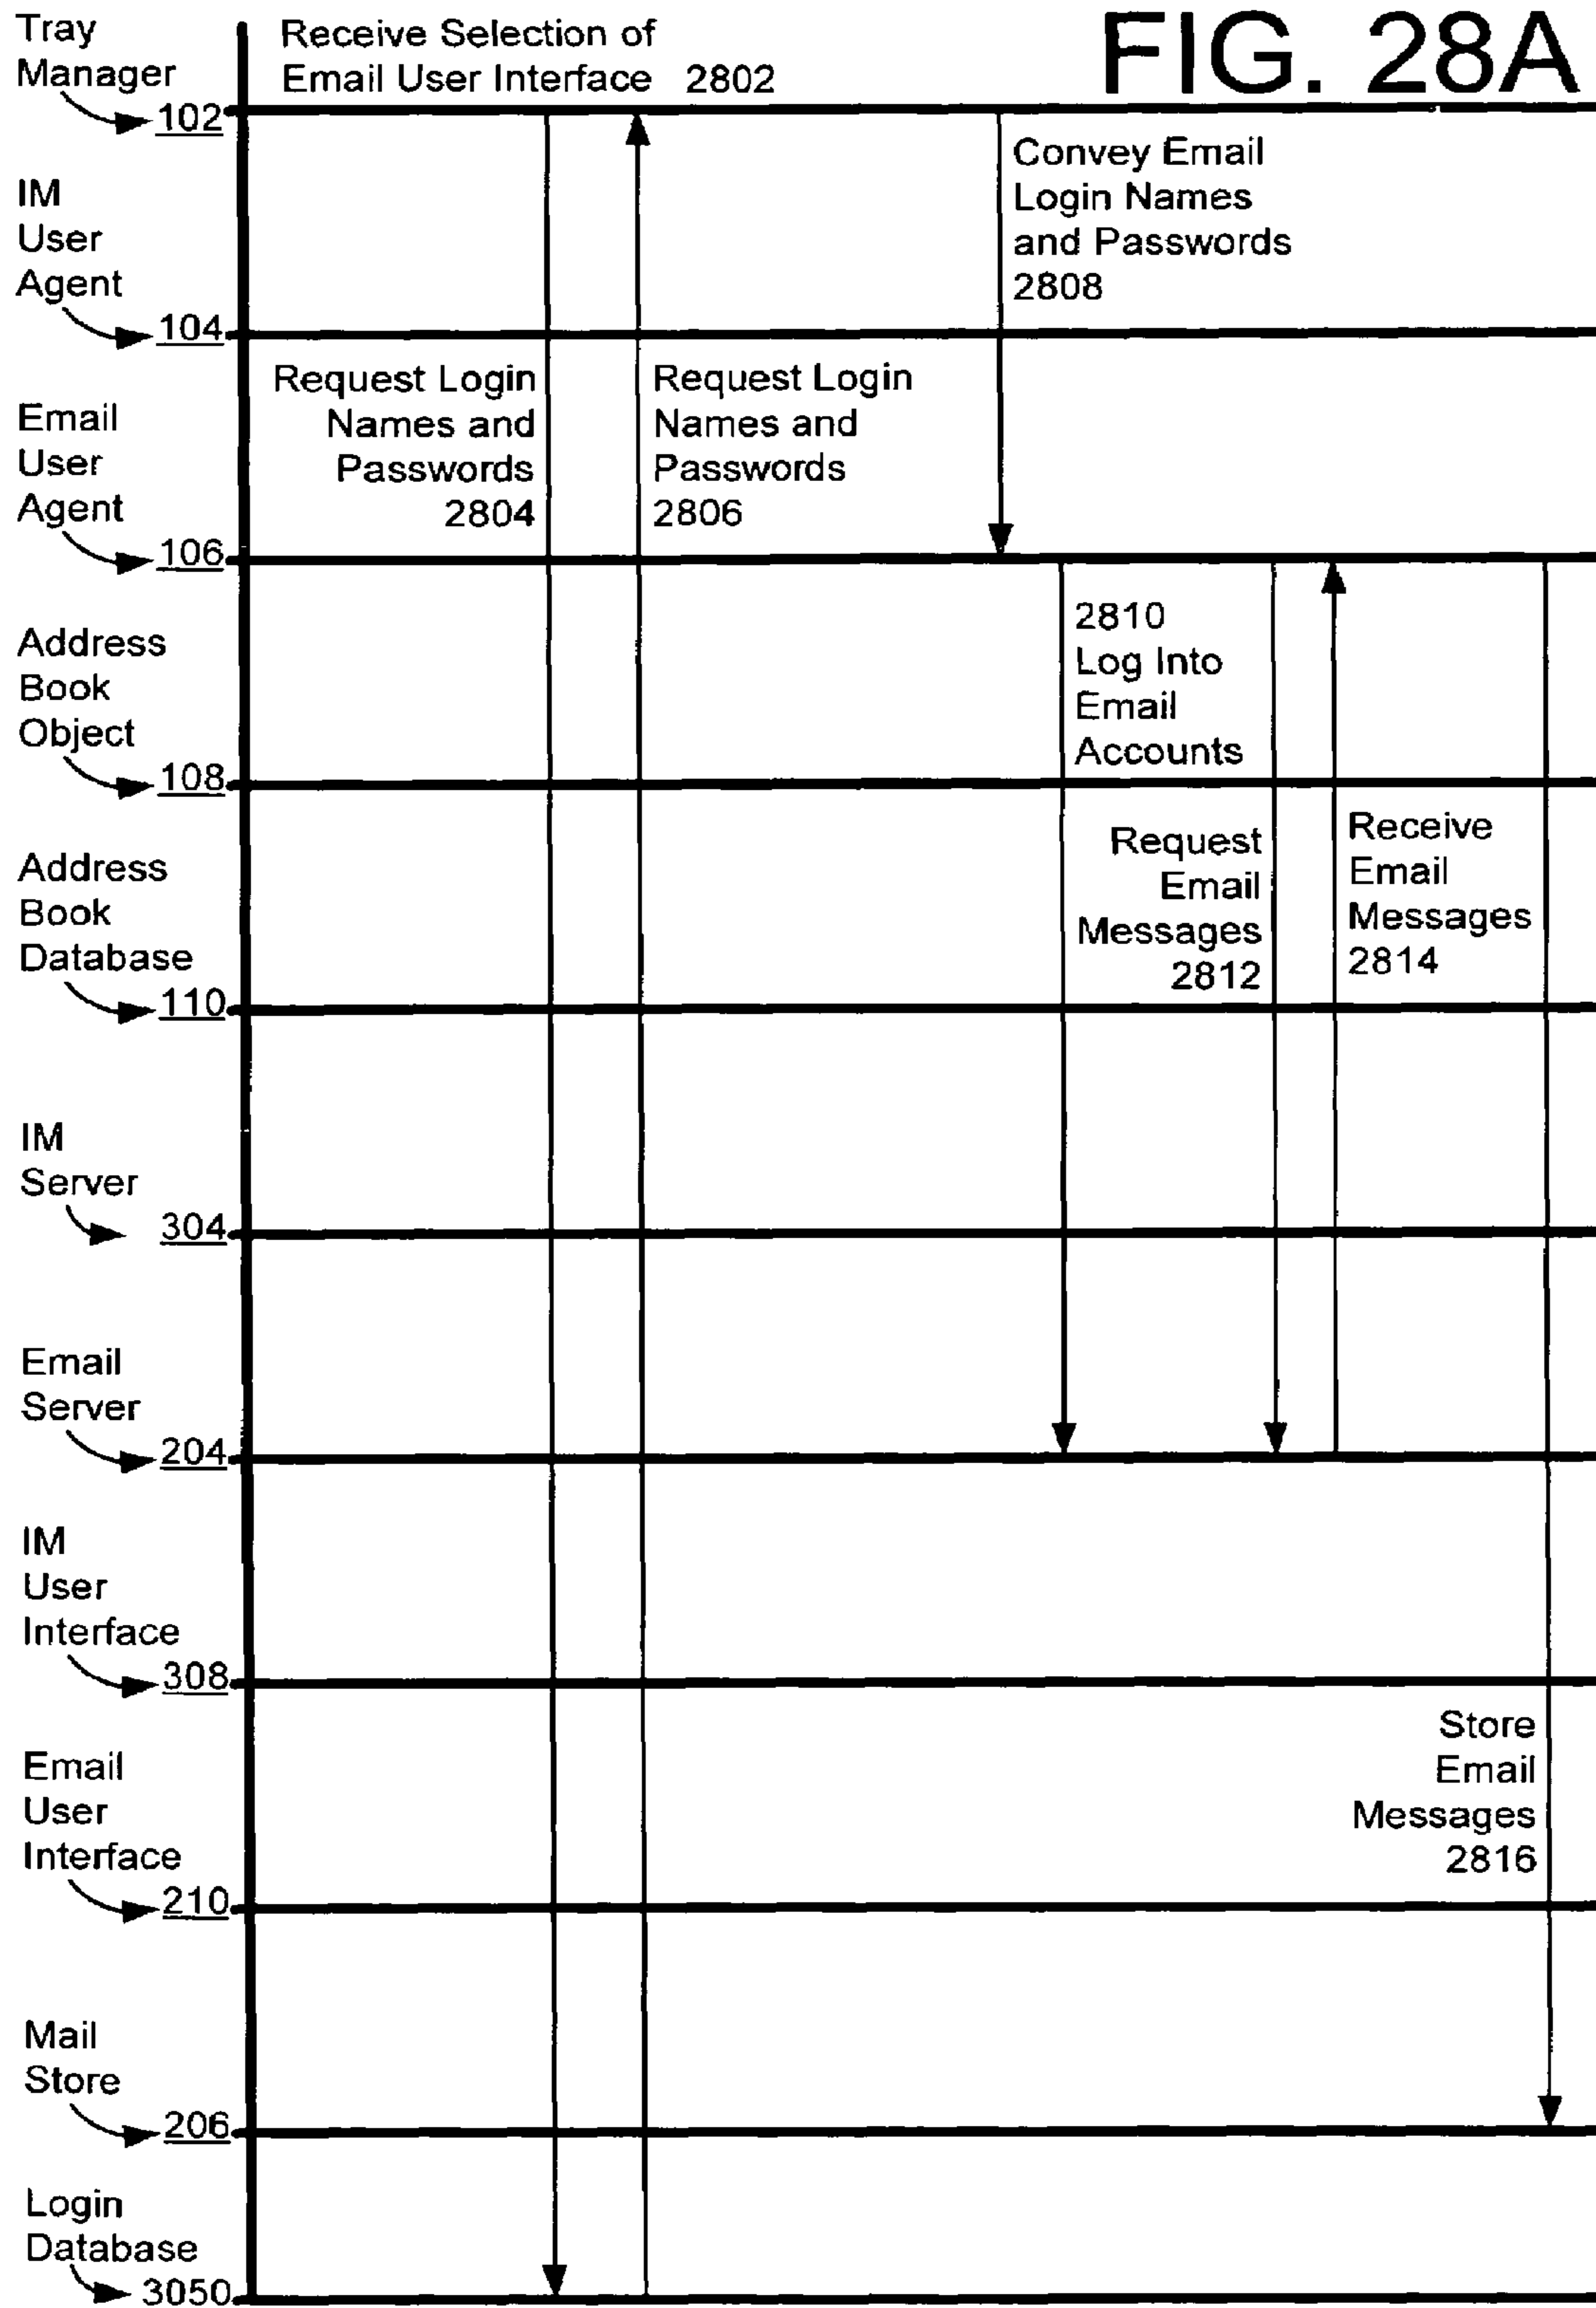 FIG. 28A
Tray
Manager
102
Receive Selection of
Email User Interface 2802
Convey Email
Login Names
and Passwords
2808
IM
User
Agent
104
Request Login
Names and
Passwords
2804
Request Login
Names and
Passwords
2806
Email
User
Agent
106
2810
Log Into
Email
Accounts
Address
Book
Object
108
Request
Email
Messages
2812
Receive
Email
Messages
2814
Address
Book
Database
110
IM
Server
304
Email
Server
204
IM
User
Interface
308
Store
Email
Messages
2816
Email
User
Interface
210
Mail
Store
206
Login
Database
3050